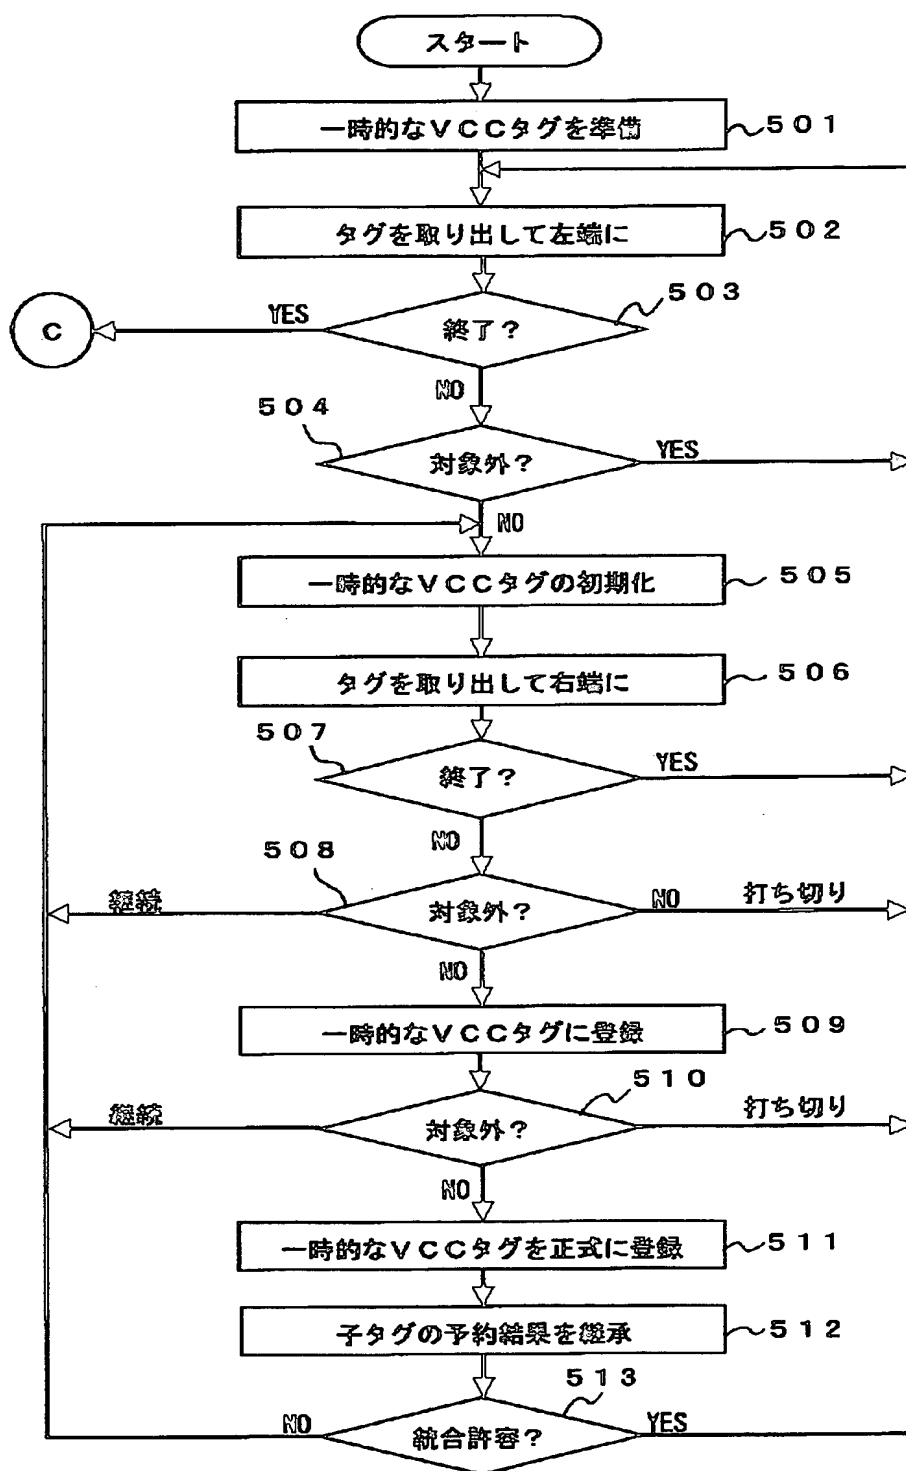 スタート
一時的なVCCタグを準備 501
タグを取り出して左端に 502
503
YES
C
終了?
NO
504
対象外?
YES
NO
一時的なVCCタグの初期化 505
タグを取り出して右端に 506
507
終了?
YES
NO
508
継続
対象外?
NO 打ち切り
NO
一時的なVCCタグに登録 509
510
継続
対象外?
打ち切り
NO
一時的なVCCタグを正式に登録 511
子タグの予約結果を継承 512
513
NO
統合許容?
YES